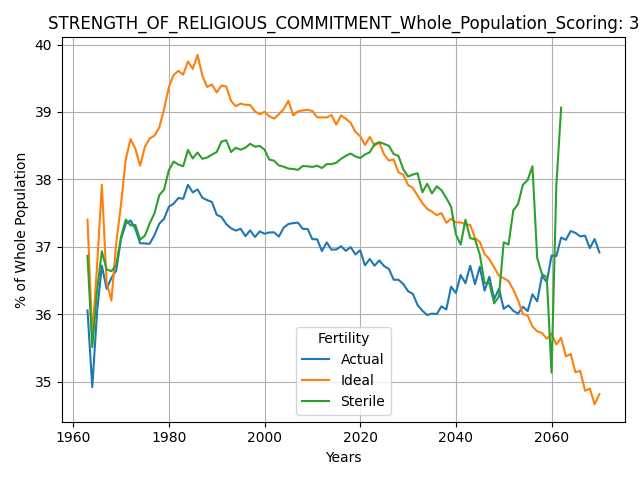 STRENGTH_OF_RELIGIOUS_COMMITMENT_Whole_Population_Scoring: 3
% of Whole Population
40
39
38
37
36
35
Fertility
Actual
Ideal
Sterile
1960
1980
2000
2020
2040
2060
Years